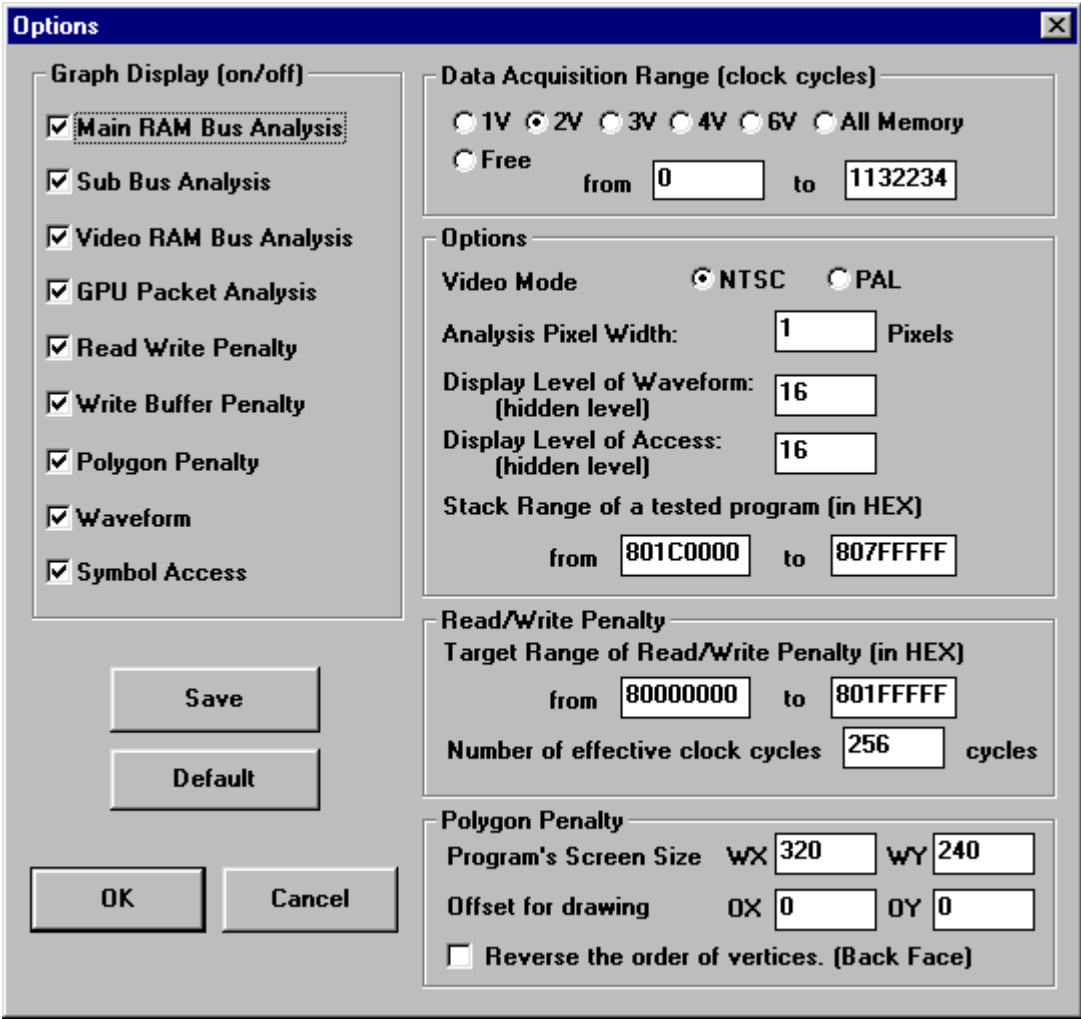 Options
Graph Display (on/off)
Main RAM Bus Analysis
Sub Bus Analysis
Video RAM Bus Analysis
GPU Packet Analysis
Read Write Penalty
Write Buffer Penalty
Polygon Penalty
Waveform
Symbol Access
Save
Default
OK Cancel
Data Acquisition Range (clock cycles)
1V 2V 3V 4V 6V All Memory
Free
from 0 to 1132234
Options
Video Mode NTSC PAL
Analysis Pixel Width: 1 Pixels
Display Level of Waveform: 16
(hidden level)
Display Level of Access: 16
(hidden level)
Stack Range of a tested program (in HEX)
from 801C0000 to 807FFFFF
Read/Write Penalty
Target Range of Read/Write Penalty (in HEX)
from 80000000 to 801FFFFF
Number of effective clock cycles 256 cycles
Polygon Penalty
Program's Screen Size WX 320 WY 240
Offset for drawing OX 0 OY 0
Reverse the order of vertices. (Back Face)